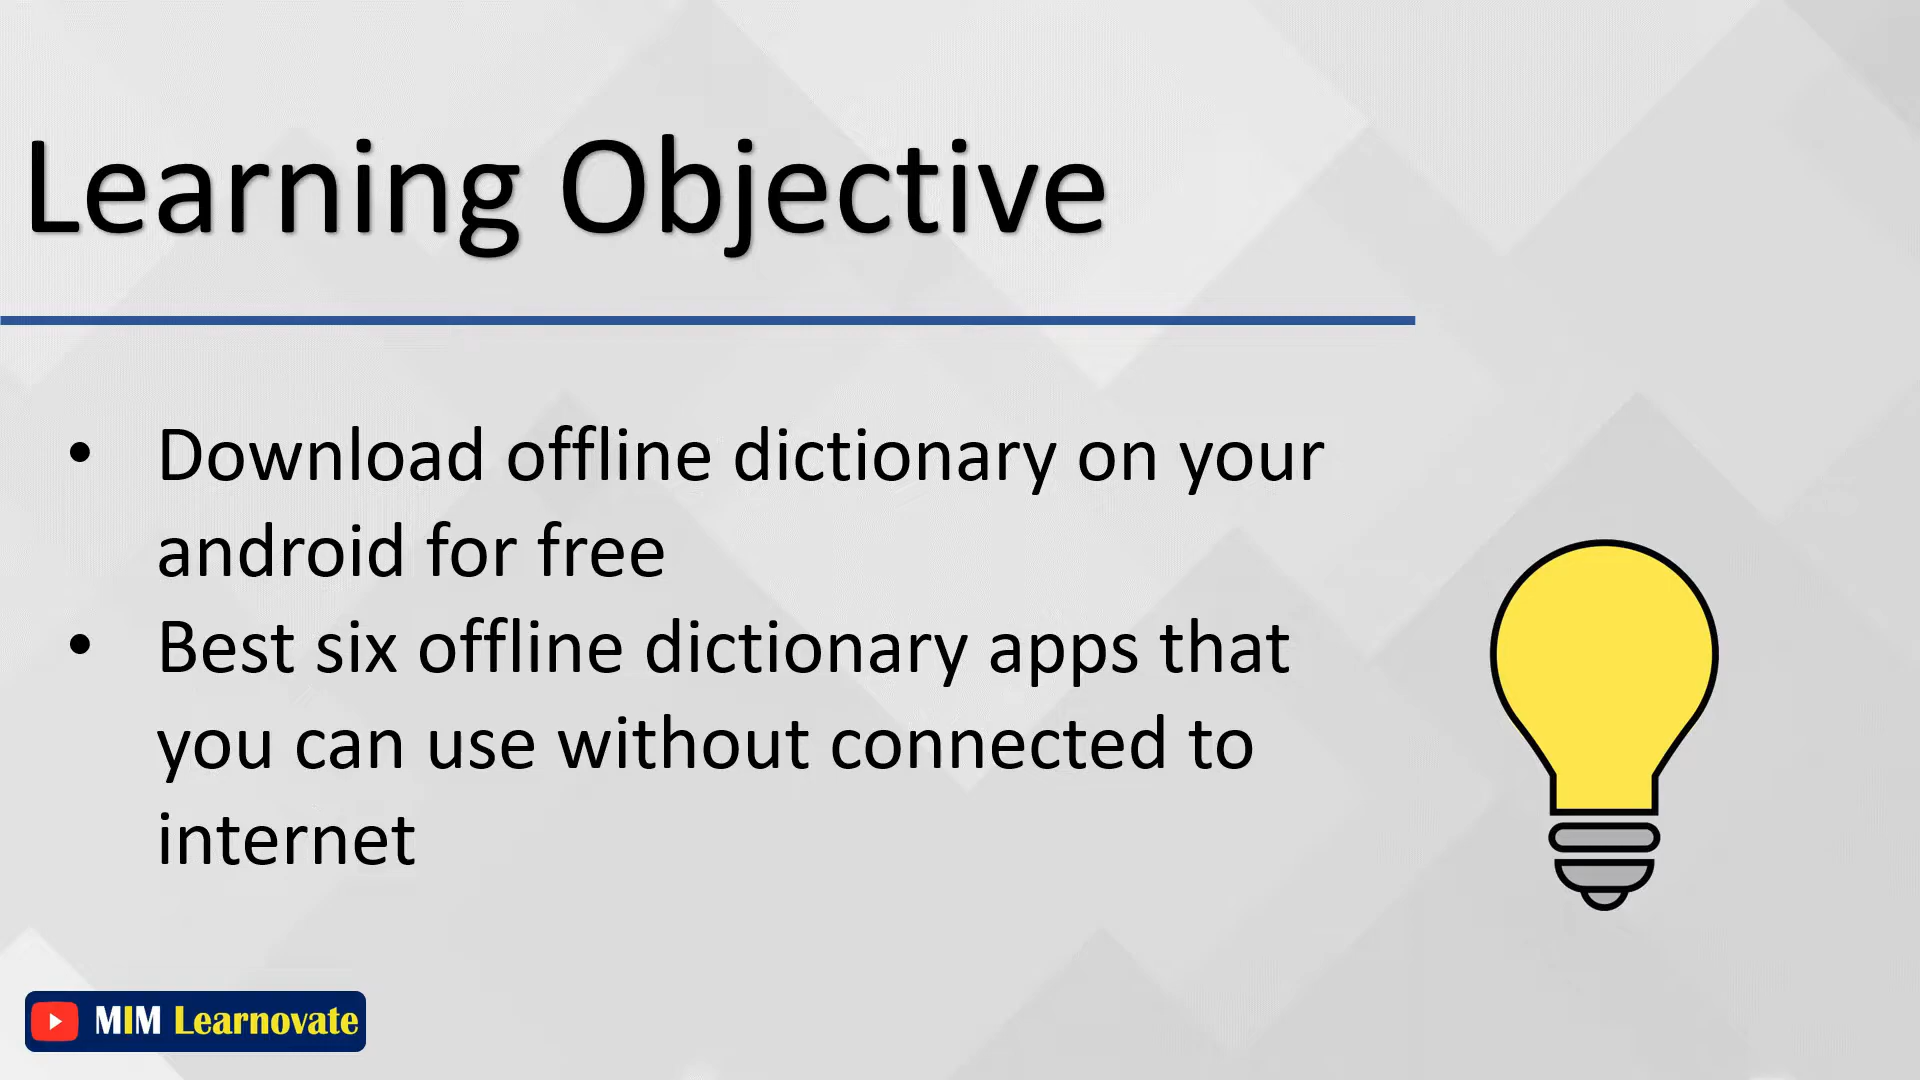 Learning Objective
• Download offline dictionary on your
android for free
• Best six offline dictionary apps that
you can use without connected to
internet
MIM Learnovate